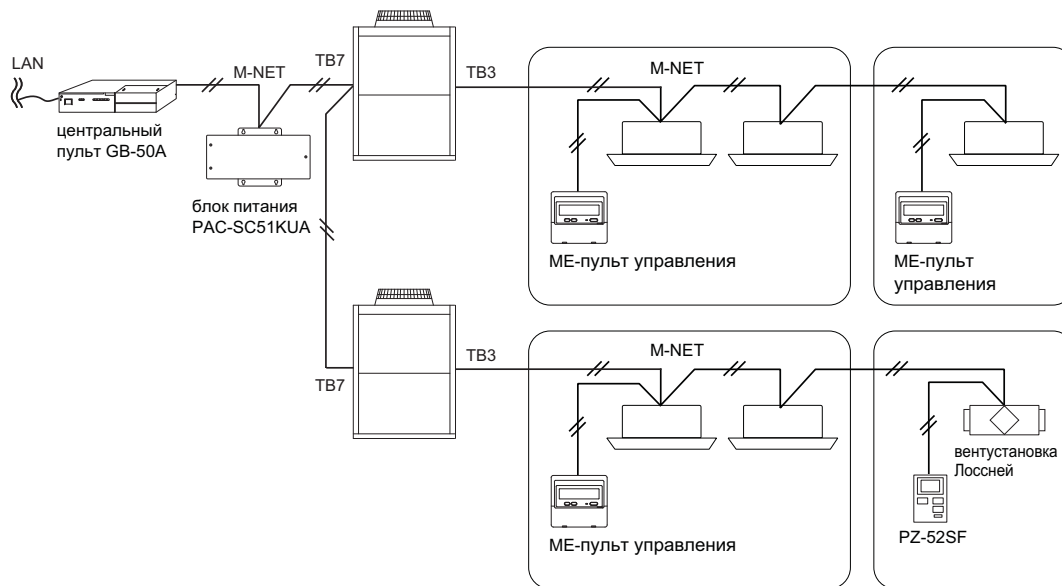 LAN
M-NET
TB7
TB3
M-NET
центральный
пульт GB-50A
блок питания
PAC-SC51KUA
ME-пульт управления
ME-пульт
управления
TB7
TB3
M-NET
ME-пульт управления
вентустановка
Лоссней
PZ-52SF